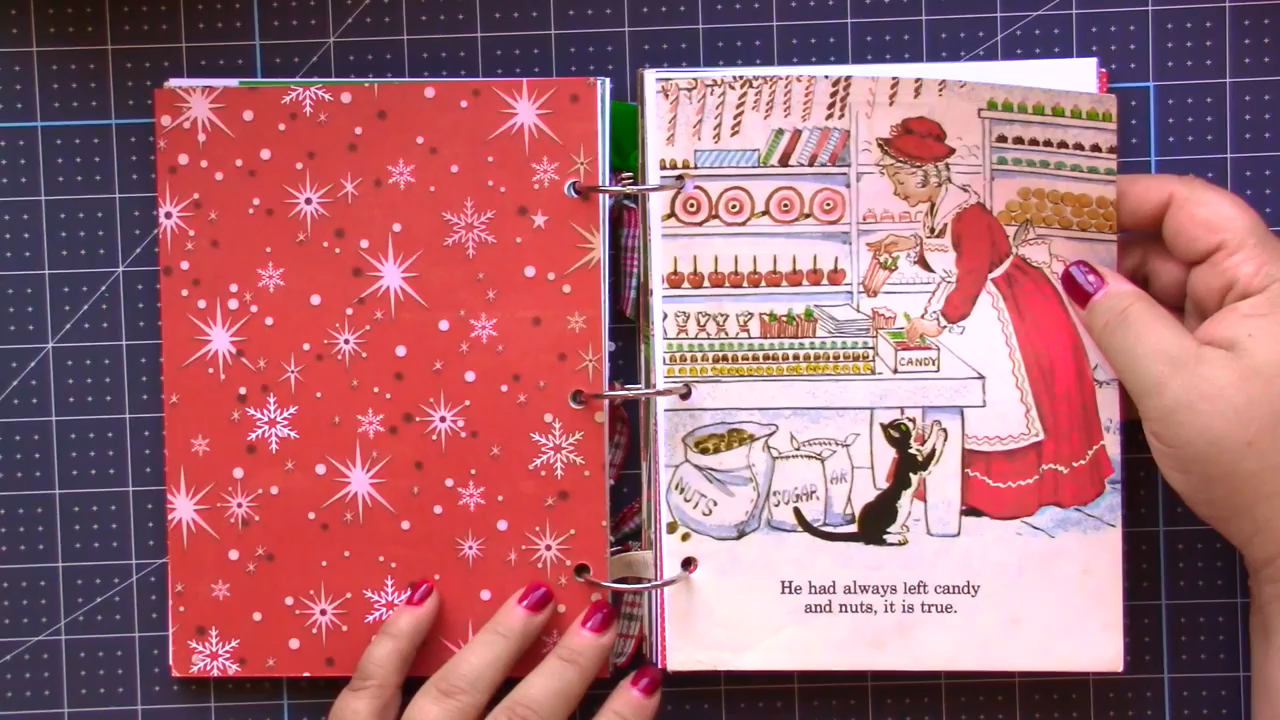 CANDY
NUTS
SUGAR
He had always left candy
and nuts, it is true.